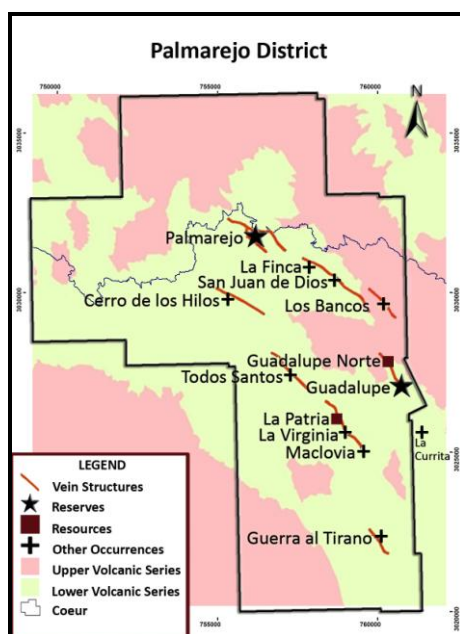 Palmarejo District
750000
755000
760000
N
3035000
3035000
Palmarejo
La Finca
San Juan de Dios
Cerro de los Hilos
Los Bancos
3030000
3030000
Guadalupe Norte
Todos Santos
Guadalupe
La Patria
La Virginia
La
Currita
Maclovia
3025000
Guerra al Tirano
LEGEND
Vein Structures
Reserves
Resources
Other Occurrences
Upper Volcanic Series
Lower Volcanic Series
Coeur
755000
760000
3020000